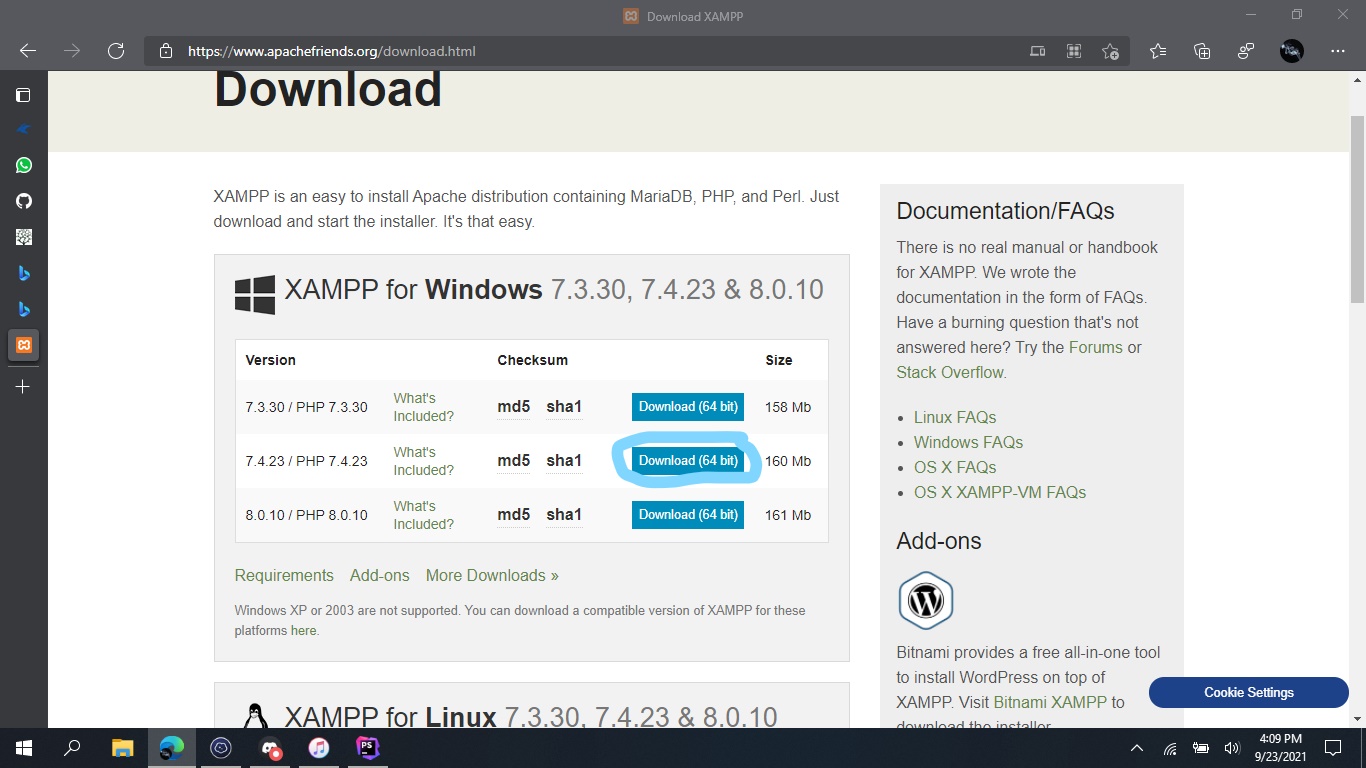 Download XAMPP
https://www.apachefriends.org/download.html
Download
XAMPP is an easy to install Apache distribution containing MariaDB, PHP, and Perl. Just
download and start the installer. It's that easy.
XAMPP for Windows 7.3.30, 7.4.23 & 8.0.10
Version Checksum Size
7.3.30 / PHP 7.3.30 What's Included? md5 sha1 Download (64 bit) 158 Mb
7.4.23 / PHP 7.4.23 What's Included? md5 sha1 Download (64 bit) 160 Mb
8.0.10 / PHP 8.0.10 What's Included? md5 sha1 Download (64 bit) 161 Mb
Requirements Add-ons More Downloads »
Windows XP or 2003 are not supported. You can download a compatible version of XAMPP for these
platforms here.
XAMPP for Linux 7.3.30, 7.4.23 & 8.0.10
Documentation/FAQs
There is no real manual or handbook
for XAMPP. We wrote the
documentation in the form of FAQs.
Have a burning question that's not
answered here? Try the Forums or
Stack Overflow.
• Linux FAQs
• Windows FAQs
• OS X FAQs
• OS X XAMPP-VM FAQs
Add-ons
Bitnami provides a free all-in-one tool
to install WordPress on top of
XAMPP. Visit Bitnami XAMPP to
download the installer.
Cookie Settings
PS
4:09 PM
9/23/2021